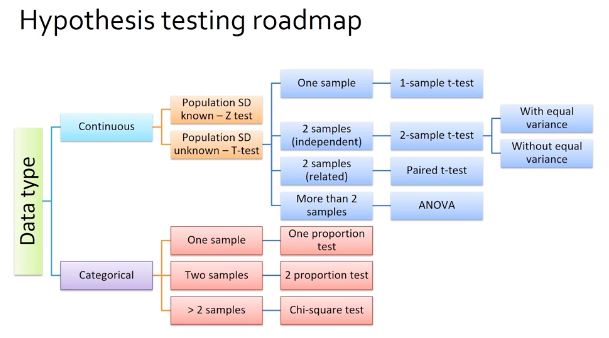 Hypothesis testing roadmap
Data type
Continuous
Population SD
known – Z test
Population SD
unknown – T-test
One sample
1-sample t-test
2 samples
(independent)
2-sample t-test
With equal
variance
Without equal
variance
2 samples
(related)
Paired t-test
More than 2
samples
ANOVA
Categorical
One sample
One proportion
test
Two samples
2 proportion test
> 2 samples
Chi-square test